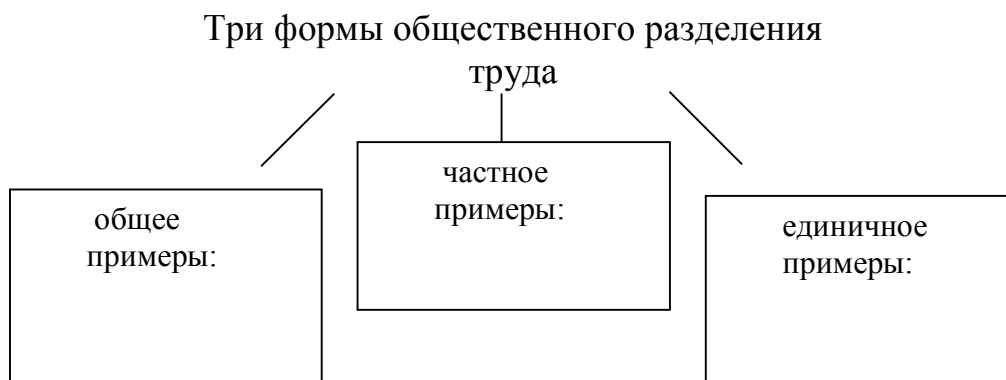 Три формы общественного разделения
труда
общее
примеры:
частное
примеры:
единичное
примеры: